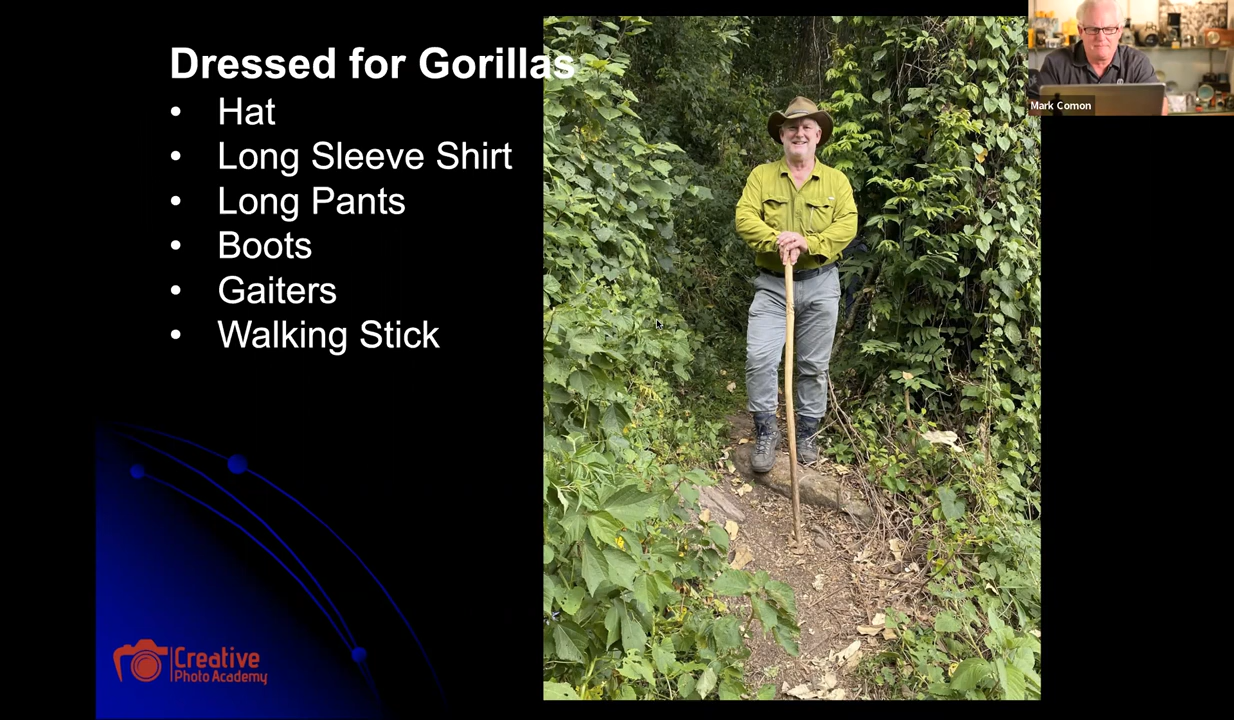 Dressed for Gorillas
• Hat
• Long Sleeve Shirt
• Long Pants
• Boots
• Gaiters
• Walking Stick
Mark Comon
Creative
Photo Academy